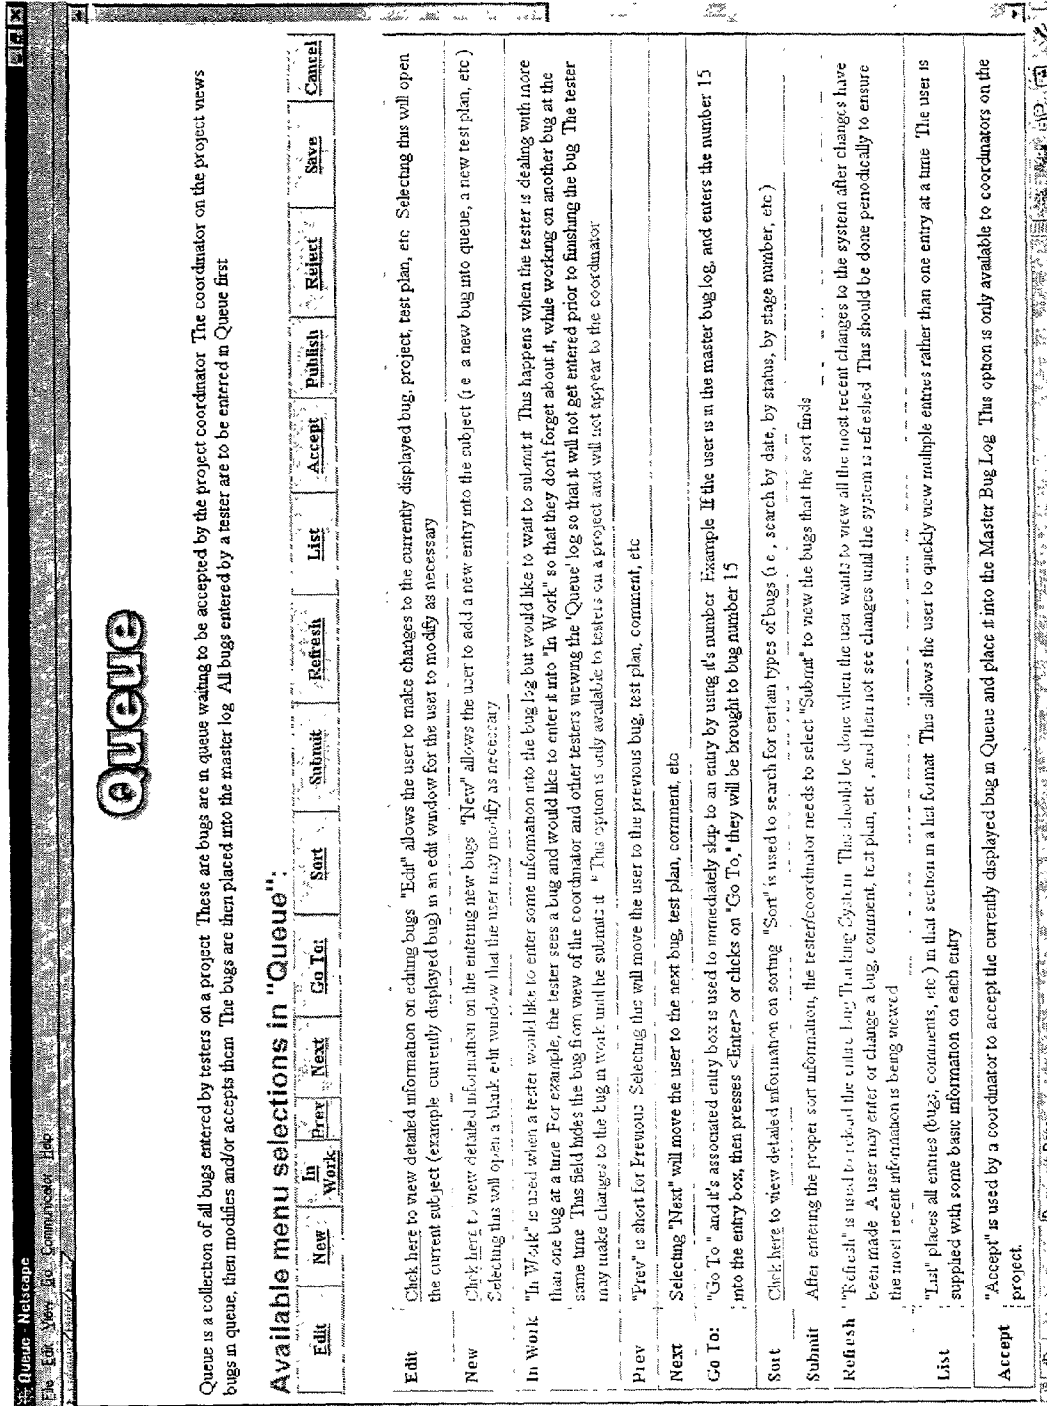 Queue - Netscape
File Edit View Go Communicator Help
Queue
Queue is a collection of all bugs entered by testers on a project These are bugs are in queue waiting to be accepted by the project coordinator The coordinator on the project views
bugs in queue, then modifies and/or accepts them The bugs are then placed into the master log All bugs entered by a tester are to be entered in Queue first
Available menu selections in "Queue":
Edit New In Work Prev Next Go To: Sort Submit Refresh List Accept Publish Reject Save Cancel
Edit Click here to view detailed information on editing bugs "Edit" allows the user to make changes to the currently displayed bug, project, test plan, etc Selecting this will open
the current subject (example currently displayed bug) in an edit window for the user to modify as necessary
New Click here to view detailed information on the entering new bugs "New" allows the user to add a new entry into the subject (i e a new bug into queue, a new test plan, etc)
Selecting this will open a blank edit window that the user may modify as necessary
In Work "In Work" is used when a tester would like to enter some information into the bug log but would like to wait to submit it This happens when the tester is dealing with more
than one bug at a time For example, the tester sees a bug and would like to enter it into "In Work" so that they don't forget about it, while working on another bug at the
same time This field hides the bug from view of the coordinator and other testers viewing the 'Queue' log so that it will not get entered prior to finishing the bug The tester
may make changes to the bug in work until he submits it " This option is only available to testers on a project and will not appear to the coordinator
Prev "Prev" is short for Previous Selecting this will move the user to the previous bug, test plan, comment, etc
Next Selecting "Next" will move the user to the next bug, test plan, comment, etc
Go To: "Go To " and it's associated entry box is used to immediately skip to an entry by using it's number Example If the user is in the master bug log, and enters the number 15
into the entry box, then presses <Enter> or clicks on "Go To," they will be brought to bug number 15
Sort Click here to view detailed information on sorting "Sort" is used to search for certain types of bugs (i e , search by date, by status, by stage number, etc )
Submit After entering the proper sort information, the tester/coordinator needs to select "Submit" to view the bugs that the sort finds
Refresh "Refresh" is used to reload the entire Bug Tracking System This should be done when the user wants to view all the most recent changes to the system after changes have
been made A user may enter or change a bug, comment, test plan, etc , and then not see changes until the system is refreshed This should be done periodically to ensure
the most recent information is being viewed
List "List" places all entries (bugs, comments, etc ) in that section in a list format This allows the user to quickly view multiple entries rather than one entry at a time The user is
supplied with some basic information on each entry
Accept "Accept" is used by a coordinator to accept the currently displayed bug in Queue and place it into the Master Bug Log This option is only available to coordinators on the
project.